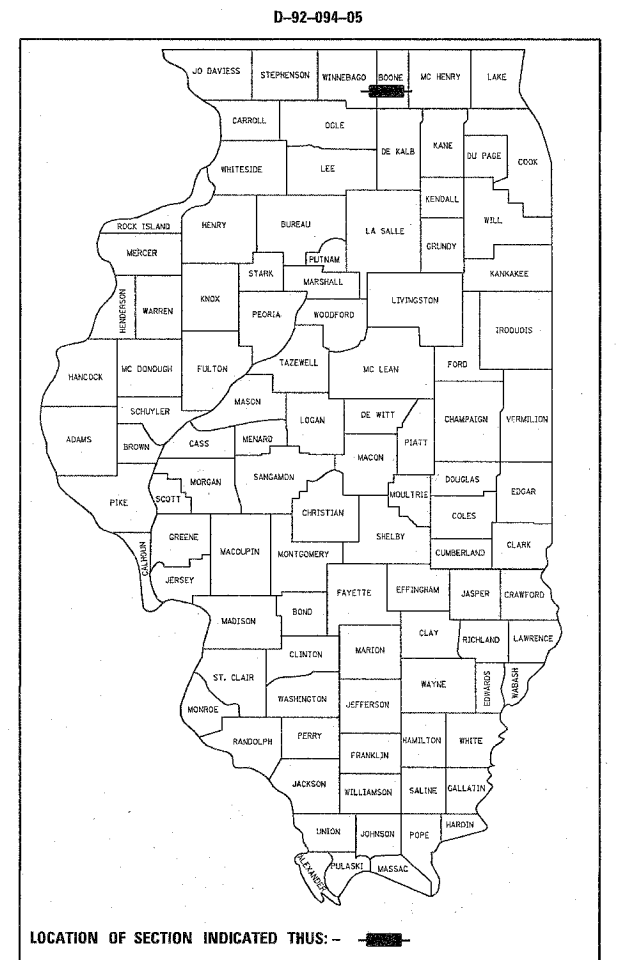 D-92-094-05
JO DAVIESS STEPHENSON WINNEBAGO BOONE MC HENRY LAKE
CARROLL OGLE DE KALB KANE DU PAGE COOK
WHITESIDE LEE
KENDALL WILL
ROCK ISLAND HENRY BUREAU LA SALLE GRUNDY
MERCER PUTNAM
STARK MARSHALL KANKAKEE
HENDERSON WARREN KNOX PEORIA WOODFORD LIVINGSTON IROQUOIS
HANCOCK MC DONOUGH FULTON TAZEWELL MC LEAN FORD
MASON
SCHUYLER LOGAN DE WITT CHAMPAIGN VERMILION
ADAMS BROWN CASS MENARD MACON PIATT
PIKE SCOTT MORGAN SANGAMON MOULTRIE DOUGLAS EDGAR
CHRISTIAN COLES
CALHOUN GREENE MACOUPIN MONTGOMERY SHELBY CUMBERLAND CLARK
JERSEY FAYETTE EFFINGHAM JASPER CRAWFORD
MADISON BOND CLAY RICHLAND LAWRENCE
CLINTON MARION
ST. CLAIR WAYNE EDWARDS WABASH
MONROE WASHINGTON JEFFERSON
RANDOLPH PERRY HAMILTON WHITE
FRANKLIN
JACKSON WILLIAMSON SALINE GALLATIN
UNION JOHNSON POPE HARDIN
ALEXANDER PULASKI MASSAC
LOCATION OF SECTION INDICATED THUS: -